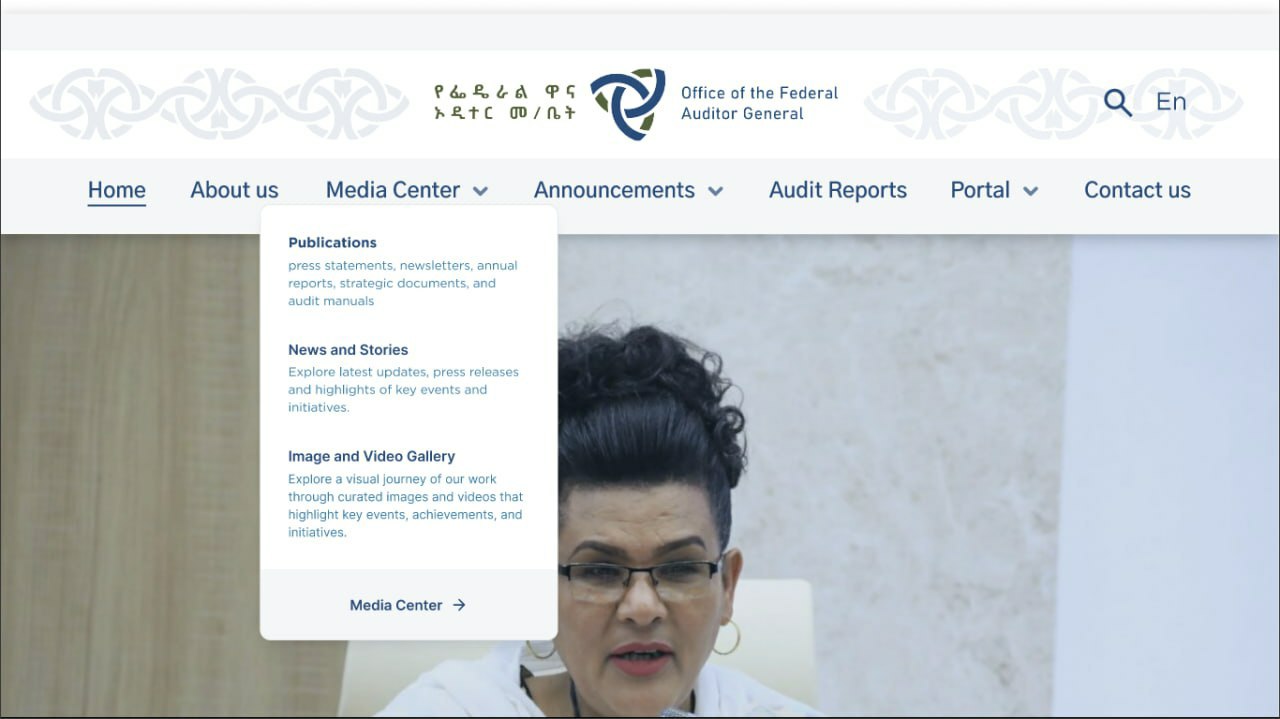 የፌዴራል ዋና
ኦዲተር መ/ቤት
Office of the Federal
Auditor General
En
Home About us Media Center Announcements Audit Reports Portal Contact us
Publications
press statements, newsletters, annual
reports, strategic documents, and
audit manuals
News and Stories
Explore latest updates, press releases
and highlights of key events and
initiatives.
Image and Video Gallery
Explore a visual journey of our work
through curated images and videos that
highlight key events, achievements, and
initiatives.
Media Center